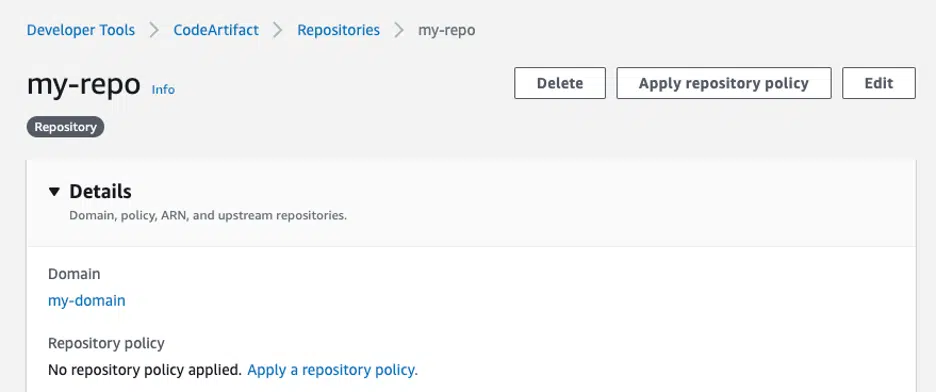 Developer Tools > CodeArtifact > Repositories > my-repo
my-repo Info
Delete Apply repository policy Edit
Repository
Details
Domain, policy, ARN, and upstream repositories.
Domain
my-domain
Repository policy
No repository policy applied. Apply a repository policy.